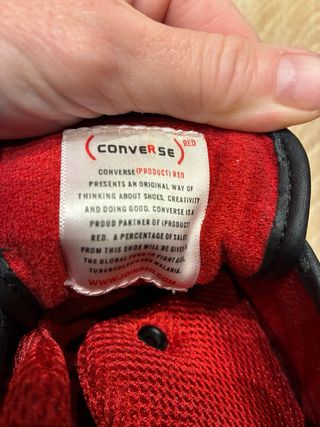 (CONVERSE) RED
CONVERSE (PRODUCT) RED
PRESENTS AN ORIGINAL WAY OF
THINKING ABOUT SHOES, CREATIVITY
AND DOING GOOD. CONVERSE IS A
PROUD PARTNER OF (PRODUCT)
RED. A PERCENTAGE OF SALES
FROM THIS SHOE WILL BE GIVEN
THE GLOBAL FUND TO FIGHT AIDS,
TUBERCULOSIS AND MALARIA.
WWW.JOINRED.COM